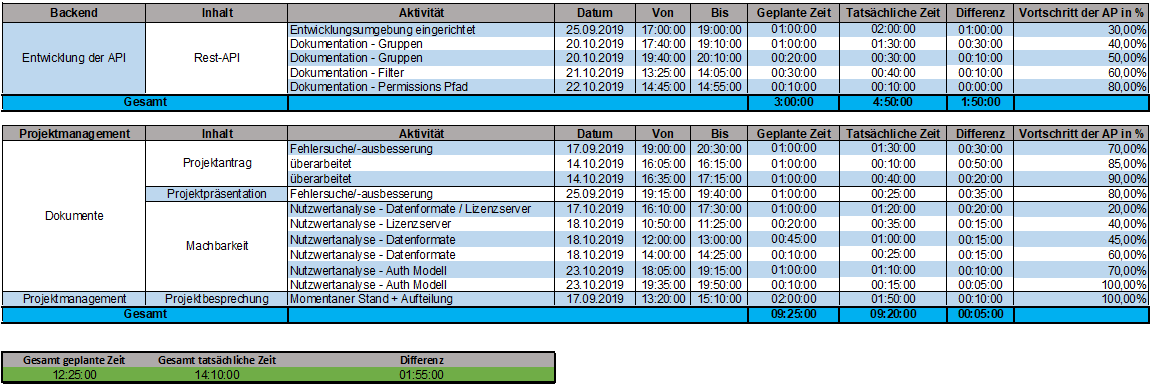 Backend Inhalt Aktivität Datum Von Bis Geplante Zeit Tatsächliche Zeit Differenz Vortschritt der AP in %
Entwicklung der API Rest-API Entwicklungsumgebung eingerichtet 25.09.2019 17:00:00 19:00:00 01:00:00 02:00:00 01:00:00 30,00%
Dokumentation - Gruppen 20.10.2019 17:40:00 19:10:00 01:00:00 01:30:00 00:30:00 40,00%
Dokumentation - Gruppen 20.10.2019 19:40:00 20:10:00 00:20:00 00:30:00 00:10:00 50,00%
Dokumentation - Filter 21.10.2019 13:25:00 14:05:00 00:30:00 00:40:00 00:10:00 60,00%
Dokumentation - Permissions Pfad 22.10.2019 14:45:00 14:55:00 00:10:00 00:10:00 00:00:00 80,00%
Gesamt 3:00:00 4:50:00 1:50:00
Projektmanagement Inhalt Aktivität Datum Von Bis Geplante Zeit Tatsächliche Zeit Differenz Vortschritt der AP in %
Dokumente Projektantrag Fehlersuche/-ausbesserung 17.09.2019 19:00:00 20:30:00 01:00:00 01:30:00 00:30:00 70,00%
überarbeitet 14.10.2019 16:05:00 16:15:00 01:00:00 00:10:00 00:50:00 85,00%
überarbeitet 14.10.2019 16:35:00 17:15:00 01:00:00 00:40:00 00:20:00 90,00%
Projektpräsentation Fehlersuche/-ausbesserung 25.09.2019 19:15:00 19:40:00 01:00:00 00:25:00 00:35:00 80,00%
Machbarkeit Nutzwertanalyse - Datenformate / Lizenzserver 17.10.2019 16:10:00 17:30:00 01:00:00 01:20:00 00:20:00 20,00%
Nutzwertanalyse - Lizenzserver 18.10.2019 10:50:00 11:25:00 00:20:00 00:35:00 00:15:00 40,00%
Nutzwertanalyse - Datenformate 18.10.2019 12:00:00 13:00:00 00:45:00 01:00:00 00:15:00 45,00%
Nutzwertanalyse - Datenformate 18.10.2019 14:00:00 14:25:00 00:10:00 00:25:00 00:15:00 60,00%
Nutzwertanalyse - Auth Modell 23.10.2019 18:05:00 19:15:00 01:00:00 01:10:00 00:10:00 70,00%
Nutzwertanalyse - Auth Modell 23.10.2019 19:35:00 19:50:00 00:10:00 00:15:00 00:05:00 100,00%
Projektmanagement Projektbesprechung Momentaner Stand + Aufteilung 17.09.2019 13:20:00 15:10:00 02:00:00 01:50:00 00:10:00 100,00%
Gesamt 09:25:00 09:20:00 00:05:00
Gesamt geplante Zeit Gesamt tatsächliche Zeit Differenz
12:25:00 14:10:00 01:55:00